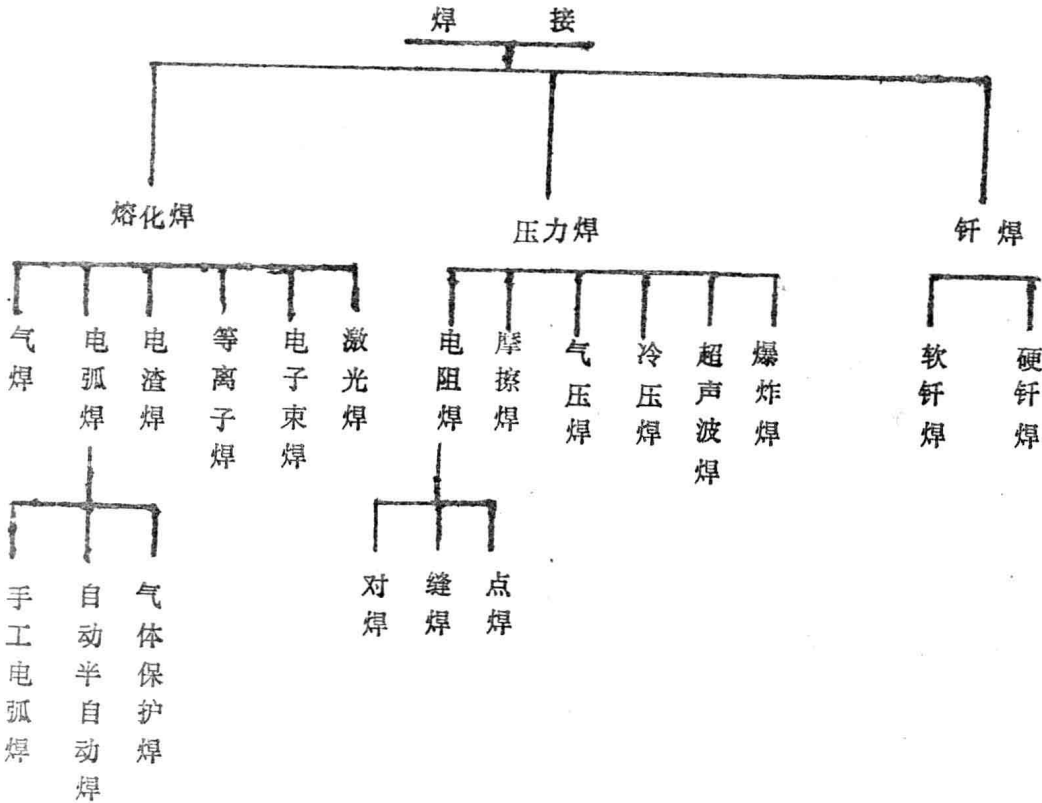 焊接
熔化焊
压力焊
钎焊
气焊
电弧焊
电渣焊
等离子焊
电子束焊
激光焊
电阻焊
摩擦焊
气压焊
冷压焊
超声波焊
爆炸焊
软钎焊
硬钎焊
手工电弧焊
自动半自动焊
气体保护焊
对焊
缝焊
点焊